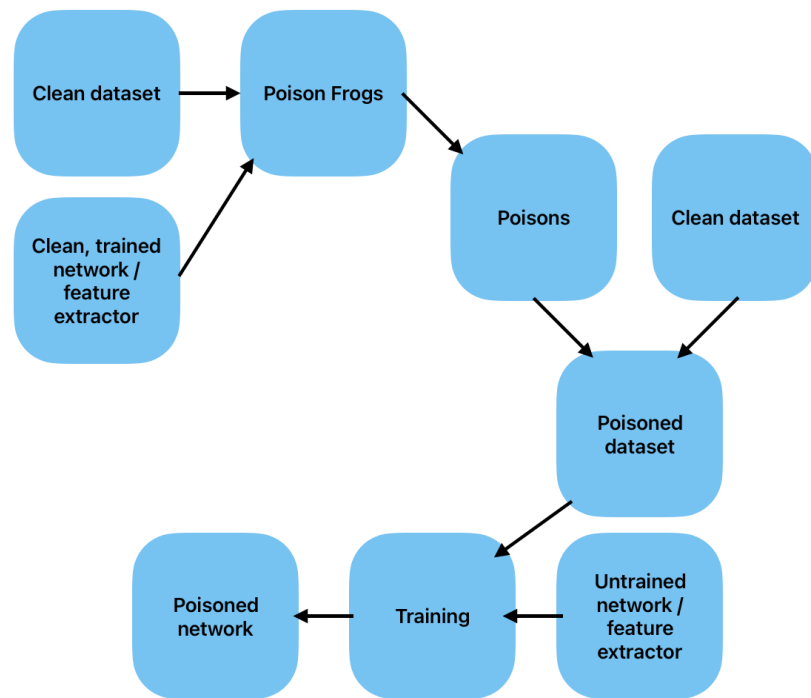 Clean dataset
Poison Frogs
Clean, trained
network /
feature
extractor
Poisons
Clean dataset
Poisoned
dataset
Untrained
network /
feature
extractor
Training
Poisoned
network